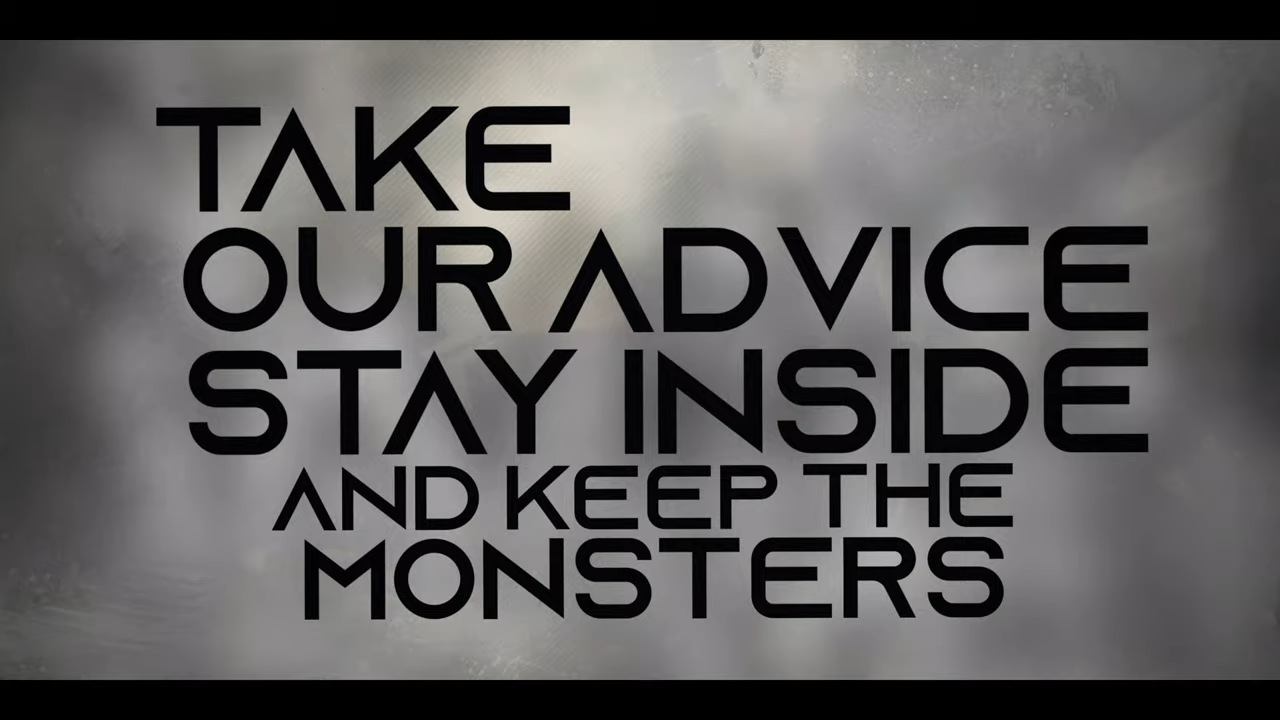 TAKE
OUR ADVICE
STAY INSIDE
AND KEEP THE
MONSTERS